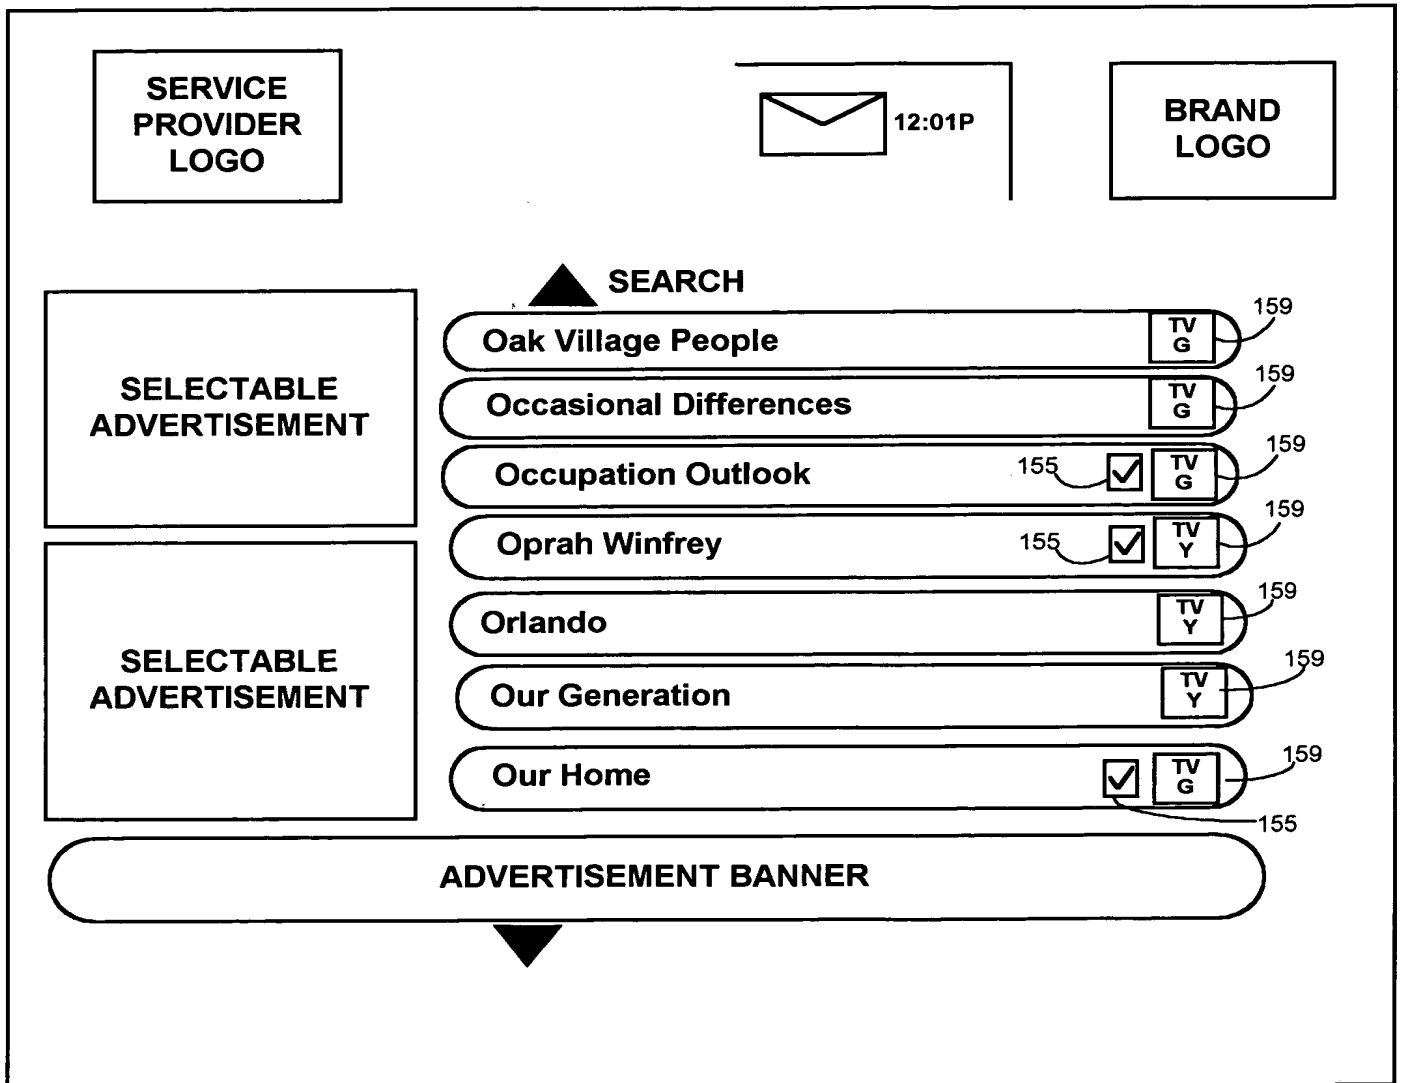 SERVICE
PROVIDER
LOGO
12:01P
BRAND
LOGO
SEARCH
SELECTABLE
ADVERTISEMENT
SELECTABLE
ADVERTISEMENT
Oak Village People
TV
G
159
Occasional Differences
TV
G
159
Occupation Outlook
155
TV
G
159
Oprah Winfrey
155
TV
Y
159
Orlando
TV
Y
159
Our Generation
TV
Y
159
Our Home
TV
G
159
155
ADVERTISEMENT BANNER